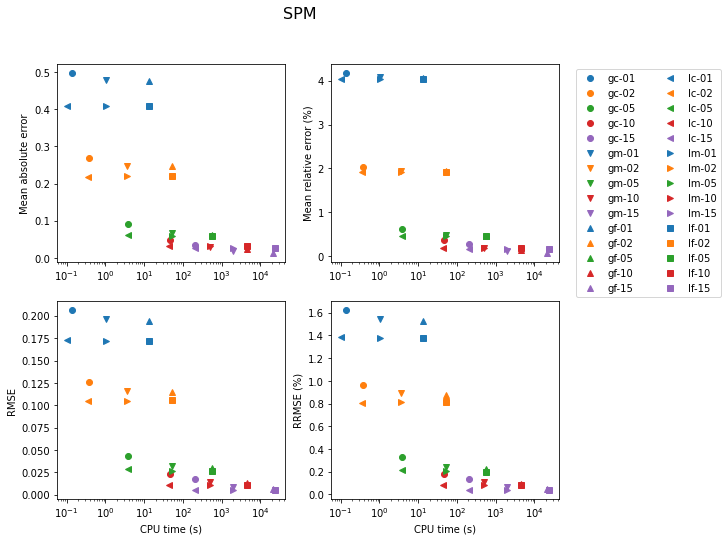 SPM
Mean absolute error
0.5
0.4
0.3
0.2
0.1
0.0
10⁻¹ 10⁰ 10¹ 10² 10³ 10⁴
Mean relative error (%)
4
3
2
1
0
10⁻¹ 10⁰ 10¹ 10² 10³ 10⁴
gc-01 lc-01
gc-02 lc-02
gc-05 lc-05
gc-10 lc-10
gc-15 lc-15
gm-01 lm-01
gm-02 lm-02
gm-05 lm-05
gm-10 lm-10
gm-15 lm-15
gf-01 lf-01
gf-02 lf-02
gf-05 lf-05
gf-10 lf-10
gf-15 lf-15
RMSE
0.200
0.175
0.150
0.125
0.100
0.075
0.050
0.025
0.000
10⁻¹ 10⁰ 10¹ 10² 10³ 10⁴
CPU time (s)
RRMSE (%)
1.6
1.4
1.2
1.0
0.8
0.6
0.4
0.2
0.0
10⁻¹ 10⁰ 10¹ 10² 10³ 10⁴
CPU time (s)